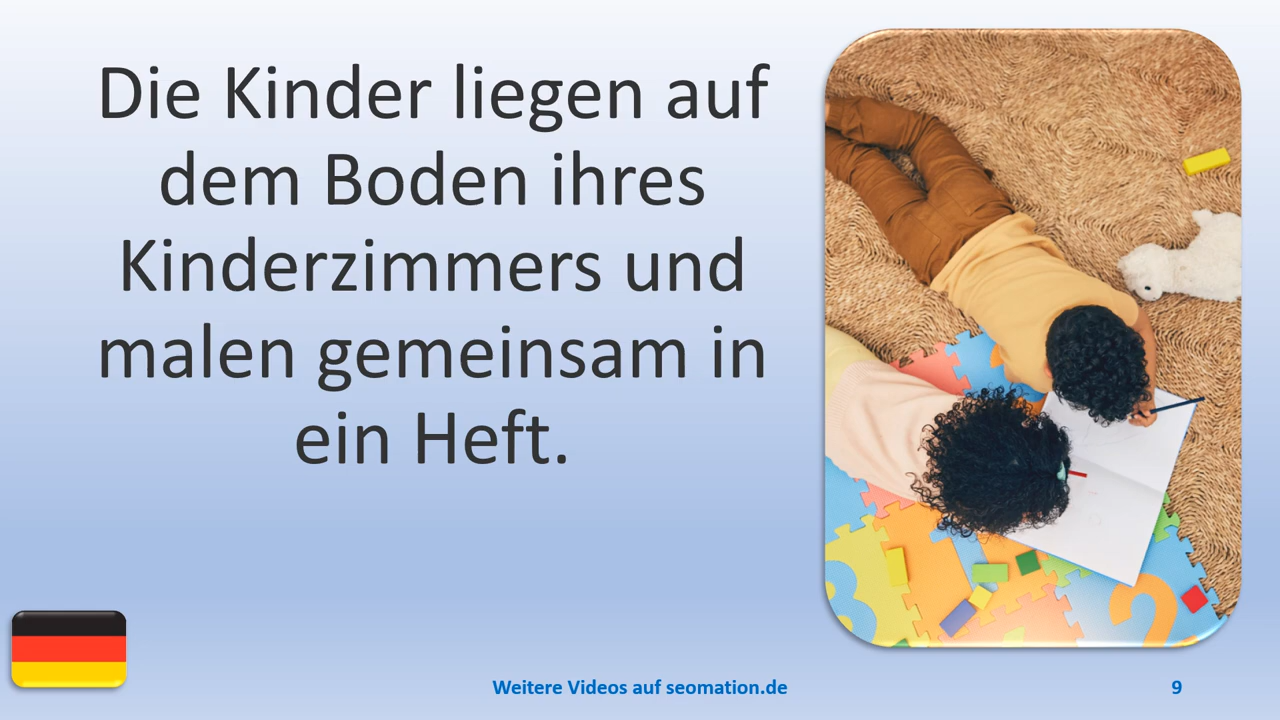 Die Kinder liegen auf
dem Boden ihres
Kinderzimmers und
malen gemeinsam in
ein Heft.
Weitere Videos auf seomation.de
9